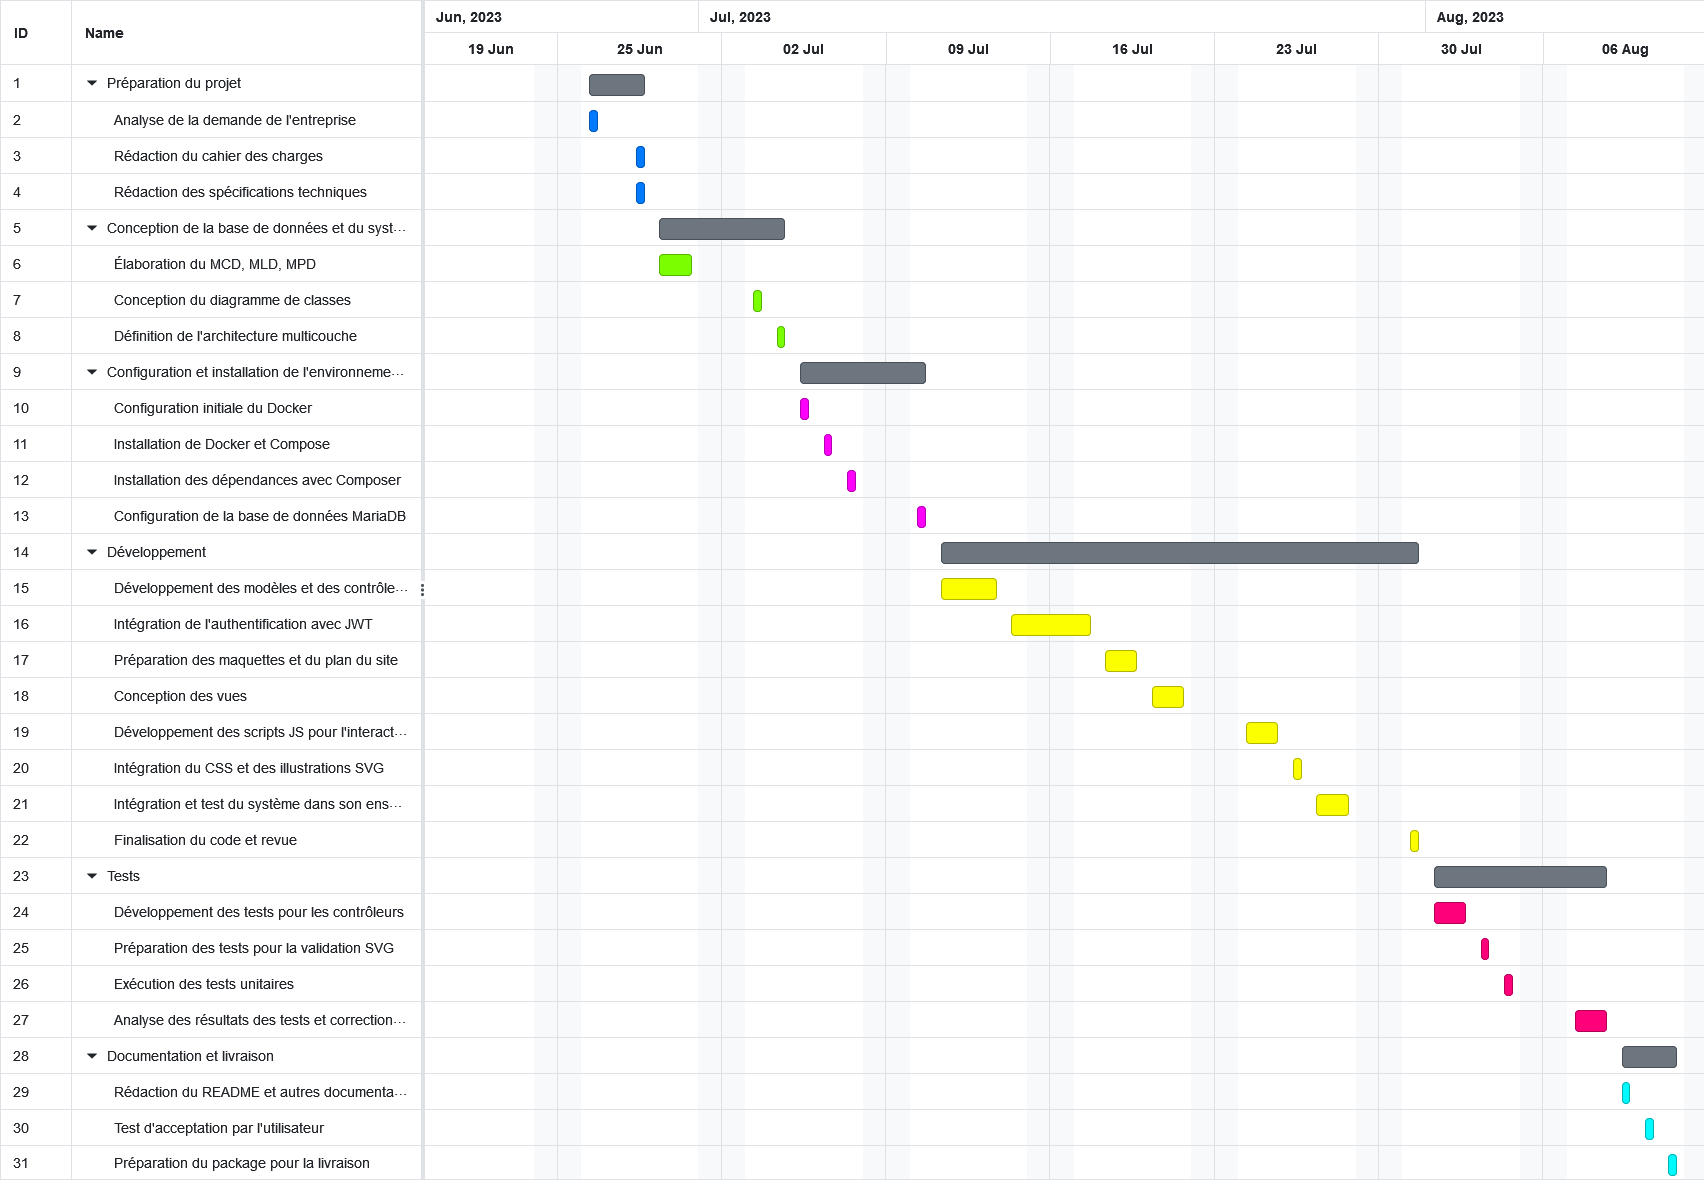 ID Name Jun, 2023 Jul, 2023 Aug, 2023
19 Jun 25 Jun 02 Jul 09 Jul 16 Jul 23 Jul 30 Jul 06 Aug
1 Préparation du projet
2 Analyse de la demande de l'entreprise
3 Rédaction du cahier des charges
4 Rédaction des spécifications techniques
5 Conception de la base de données et du syst...
6 Élaboration du MCD, MLD, MPD
7 Conception du diagramme de classes
8 Définition de l'architecture multicouche
9 Configuration et installation de l'environneme...
10 Configuration initiale du Docker
11 Installation de Docker et Compose
12 Installation des dépendances avec Composer
13 Configuration de la base de données MariaDB
14 Développement
15 Développement des modèles et des contrôle...
16 Intégration de l'authentification avec JWT
17 Préparation des maquettes et du plan du site
18 Conception des vues
19 Développement des scripts JS pour l'interact...
20 Intégration du CSS et des illustrations SVG
21 Intégration et test du système dans son ens...
22 Finalisation du code et revue
23 Tests
24 Développement des tests pour les contrôleurs
25 Préparation des tests pour la validation SVG
26 Exécution des tests unitaires
27 Analyse des résultats des tests et correction...
28 Documentation et livraison
29 Rédaction du README et autres documenta...
30 Test d'acceptation par l'utilisateur
31 Préparation du package pour la livraison